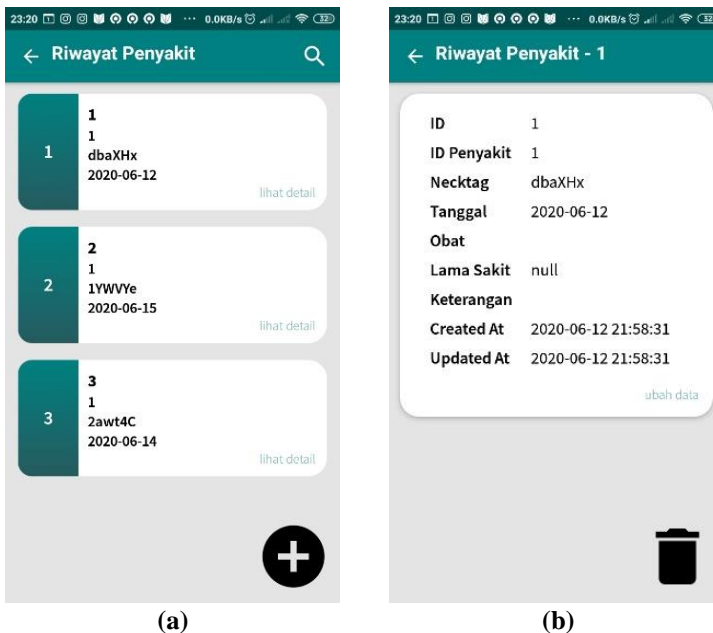 23:20 ... 0.0KB/s 32
Riwayat Penyakit
1
1
1
dbaXHx
2020-06-12
lihat detail
2
2
1
1YWVYe
2020-06-15
lihat detail
3
3
1
2awt4C
2020-06-14
lihat detail
(a)
23:20 ... 0.0KB/s 32
Riwayat Penyakit - 1
ID 1
ID Penyakit 1
Necktag dbaXHx
Tanggal 2020-06-12
Obat
Lama Sakit null
Keterangan
Created At 2020-06-12 21:58:31
Updated At 2020-06-12 21:58:31
ubah data
(b)